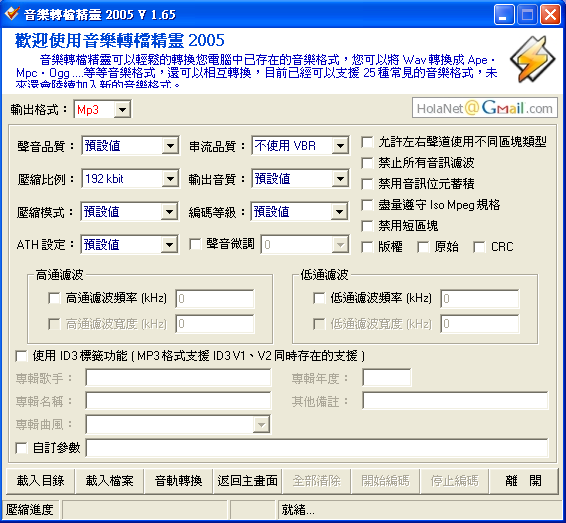 音樂轉檔精靈 2005 V 1.65
歡迎使用音樂轉檔精靈 2005
音樂轉檔精靈可以輕鬆的轉換您電腦中已存在的音樂格式，您可以將 Wav 轉換成 Ape、
Mpc、Ogg ....等等音樂格式，還可以相互轉換，目前已經可以支援 25種常見的音樂格式，未
來還會陸續加入新的音樂格式。
輸出格式： Mp3
HolaNet@Gmail.com
聲音品質： 預設值 串流品質： 不使用 VBR 允許左右聲道使用不同區塊類型
禁止所有音訊濾波
壓縮比例： 192 kbit 輸出音質： 預設值 禁用音訊位元蓄積
壓縮模式： 預設值 編碼等級： 預設值 盡量遵守 Iso Mpeg 規格
禁用短區塊
ATH 設定： 預設值 聲音微調 0 版權 原始 CRC
高通濾波 低通濾波
高通濾波頻率 (kHz) 0 低通濾波頻率 (kHz) 0
高通濾波寬度 (kHz) 0 低通濾波寬度 (kHz) 0
使用 ID3 標籤功能 ( MP3 格式支援 ID3 V1、V2 同時存在的支援 )
專輯歌手： 專輯年度：
專輯名稱： 其他備註：
專輯曲風：
自訂參數
載入目錄 載入檔案 音軌轉換 返回主畫面 全部清除 開始編碼 停止編碼 離 開
壓縮進度 就緒...